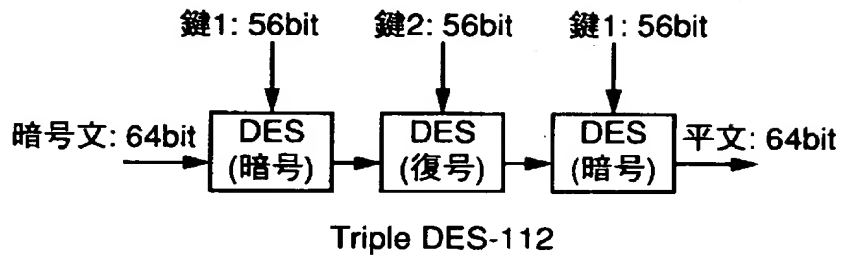 鍵1: 56bit
鍵2: 56bit
鍵1: 56bit
暗号文: 64bit
DES
(暗号)
DES
(復号)
DES
(暗号)
平文: 64bit
Triple DES-112